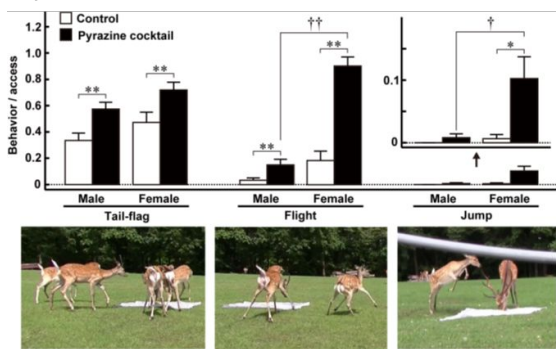 Control
Pyrazine cocktail
Behavior / access
1.2
1.0
0.8
0.6
0.4
0.2
0
**
**
**
**
††
†
*
0.1
0
Male
Female
Male
Female
Male
Female
Tail-flag
Flight
Jump